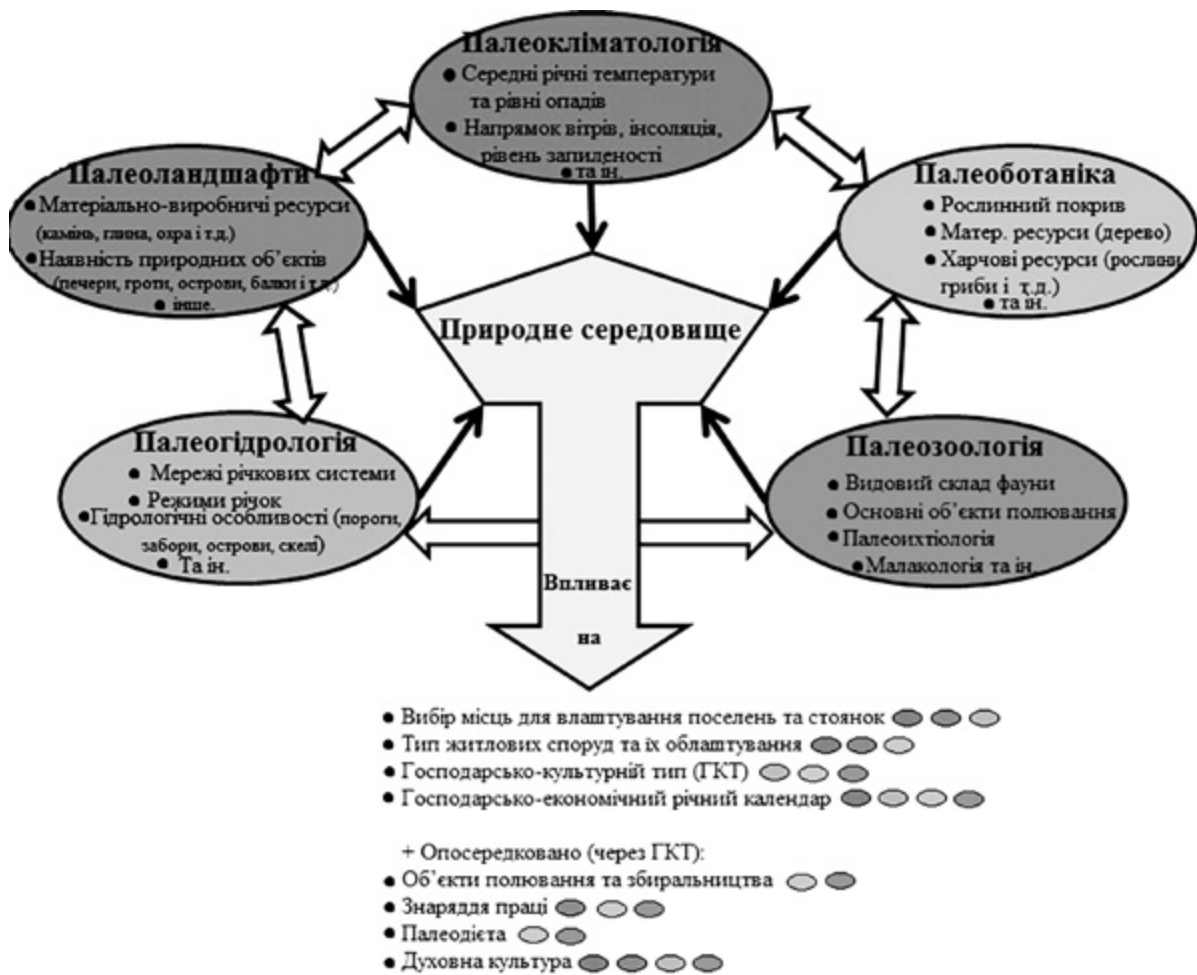 Палеокліматологія
● Середні річні температури
та рівні опадів
● Напрямок вітрів, інсоляція,
рівень запиленості
● та ін.
Палеоландшафти
● Матеріально-виробничі ресурси
(камінь, глина, охра і т.д.)
● Наявність природних об’єктів
(печери, гроти, острови, балки і т.д.)
● інше.
Палеоботаніка
● Рослинний покрив
● Матер. ресурси (дерево)
● Харчові ресурси (рослини
гриби і т.д.)
● та ін.
Природне середовище
Палеогідрологія
● Мережі річкових системи
● Режими річок
● Гідрологічні особливості (пороги,
забори, острови, скелі)
● Та ін.
Палеозоологія
● Видовий склад фауни
● Основні об’єкти полювання
● Палеоихтіологія
● Малакологія та ін.
Впливає
на
● Вибір місць для влаштування поселень та стоянок
● Тип житлових споруд та їх облаштування
● Господарсько-культурній тип (ГКТ)
● Господарсько-економічний річний календар
+ Опосередковано (через ГКТ):
● Об’єкти полювання та збиральництва
● Знаряддя праці
● Палеодієта
● Духовна культура